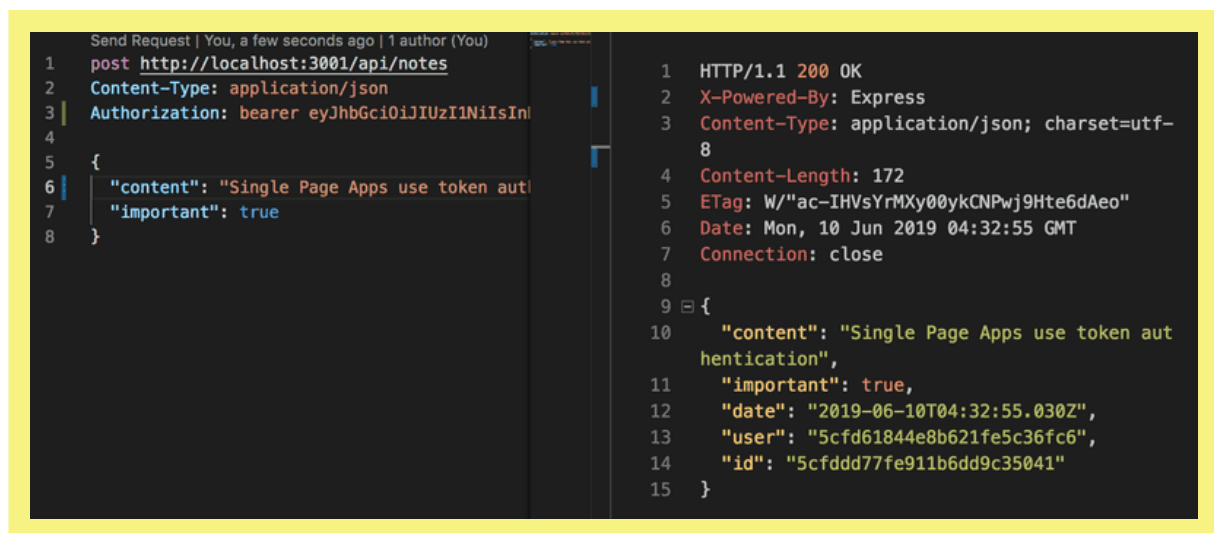 Send Request | You, a few seconds ago | 1 author (You)
1 post http://localhost:3001/api/notes
2 Content-Type: application/json
3 Authorization: bearer eyJhbGciOiJIUzI1NiIsInR
4
5 {
6 "content": "Single Page Apps use token aut
7 "important": true
8 }
1 HTTP/1.1 200 OK
2 X-Powered-By: Express
3 Content-Type: application/json; charset=utf-
8
4 Content-Length: 172
5 ETag: W/"ac-IHVsYrMXy00ykCNPwj9Hte6dAeo"
6 Date: Mon, 10 Jun 2019 04:32:55 GMT
7 Connection: close
8
9 {
10 "content": "Single Page Apps use token aut
hentication",
11 "important": true,
12 "date": "2019-06-10T04:32:55.030Z",
13 "user": "5cfd61844e8b621fe5c36fc6",
14 "id": "5cfddd77fe911b6dd9c35041"
15 }